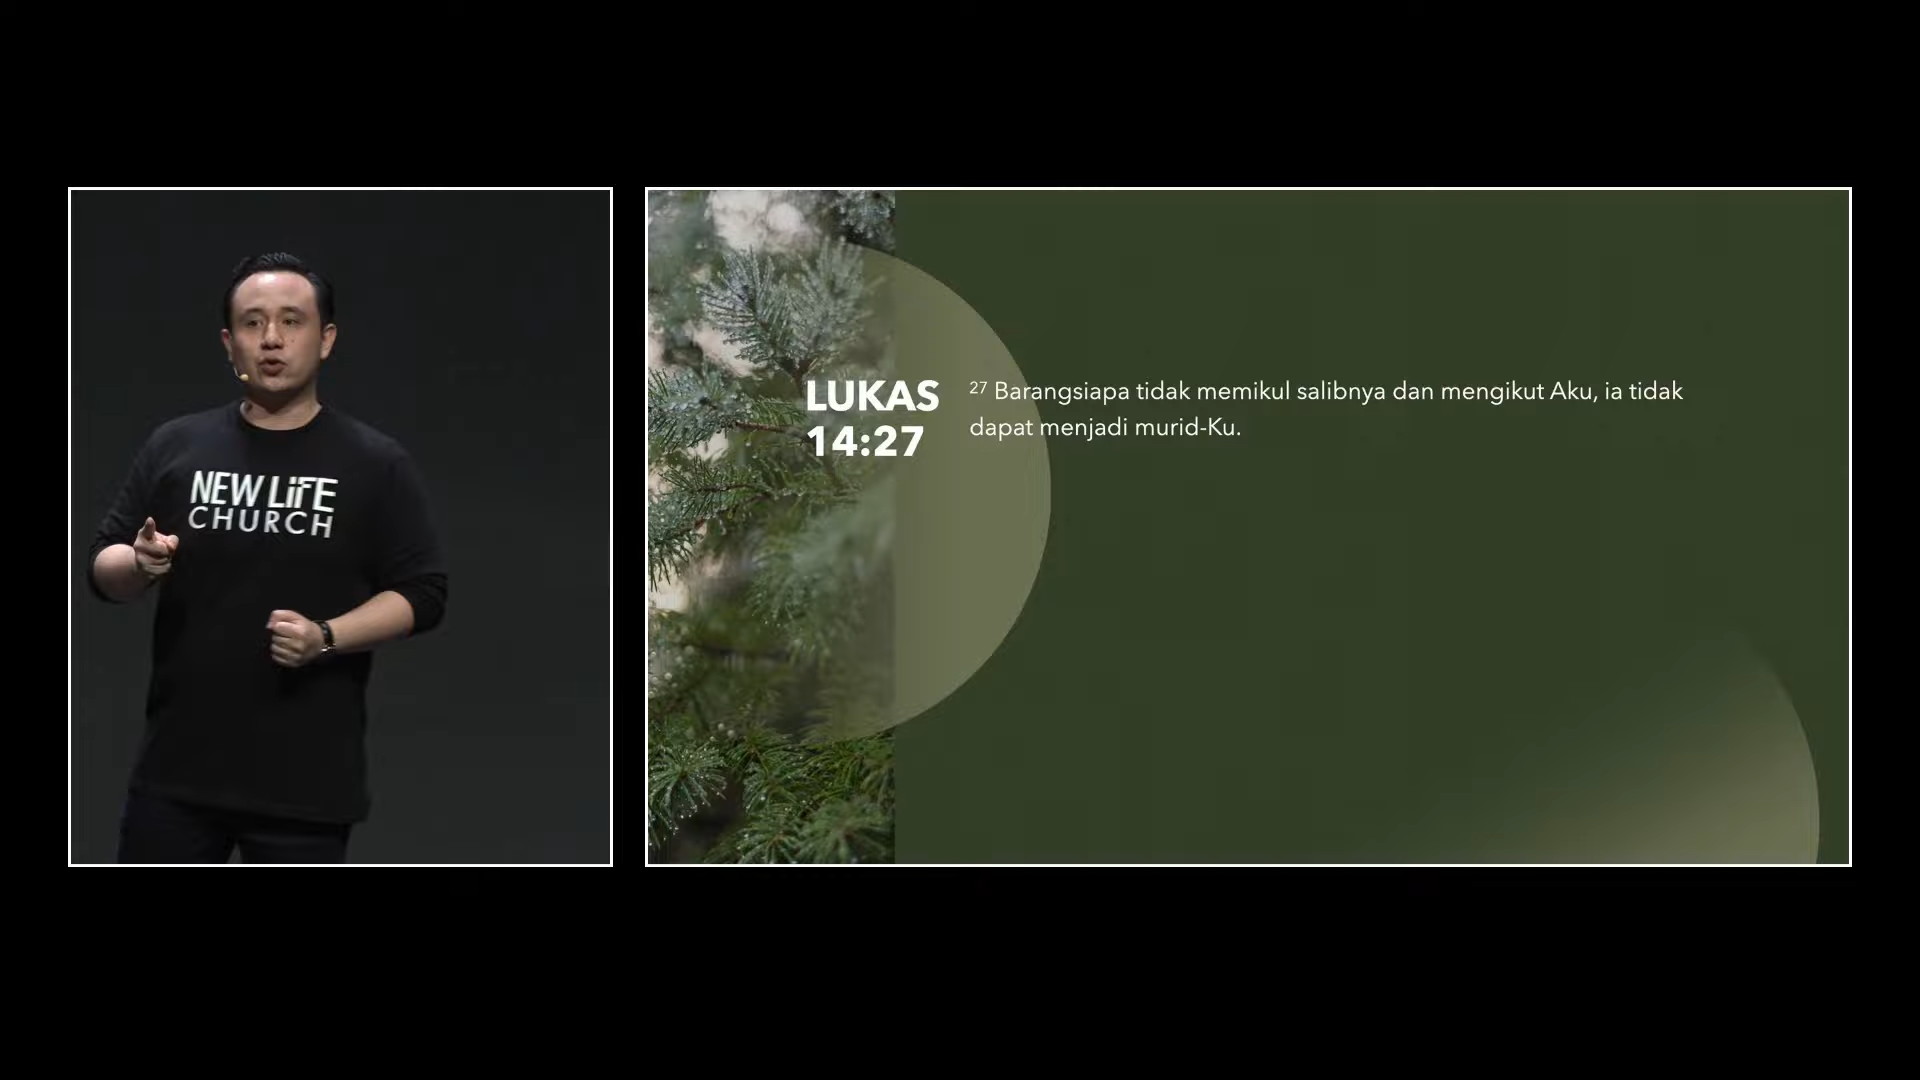 NEW LiFE
CHURCH
LUKAS
14:27
27 Barangsiapa tidak memikul salibnya dan mengikut Aku, ia tidak
dapat menjadi murid-Ku.